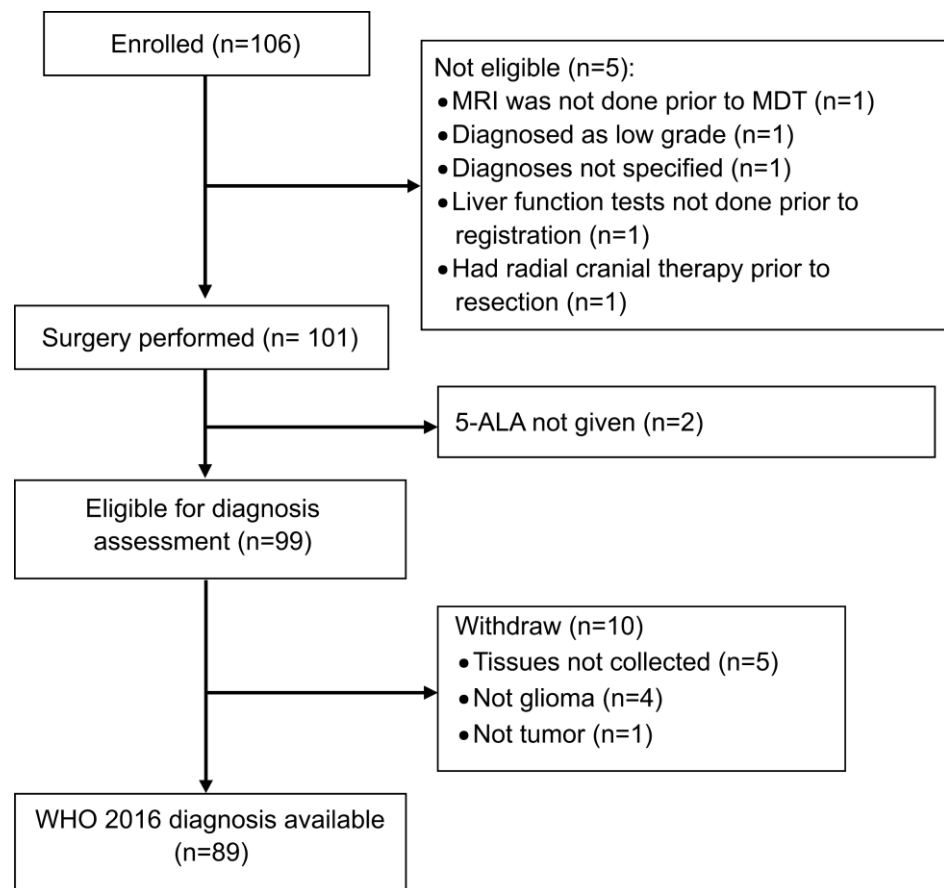 Enrolled (n=106)
Not eligible (n=5):
•MRI was not done prior to MDT (n=1)
•Diagnosed as low grade (n=1)
•Diagnoses not specified (n=1)
•Liver function tests not done prior to
registration (n=1)
•Had radial cranial therapy prior to
resection (n=1)
Surgery performed (n= 101)
5-ALA not given (n=2)
Eligible for diagnosis
assessment (n=99)
Withdraw (n=10)
•Tissues not collected (n=5)
•Not glioma (n=4)
•Not tumor (n=1)
WHO 2016 diagnosis available
(n=89)